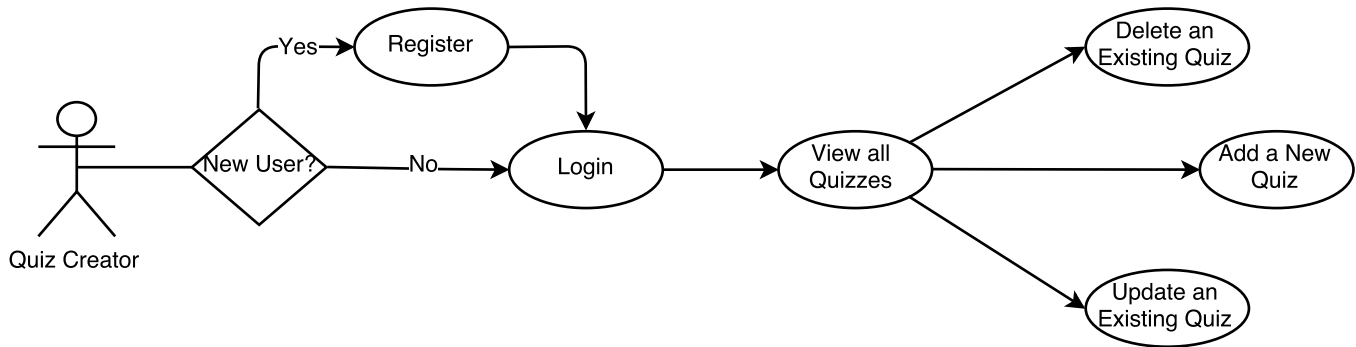 Quiz Creator
New User?
Yes
Register
No
Login
View all
Quizzes
Delete an
Existing Quiz
Add a New
Quiz
Update an
Existing Quiz